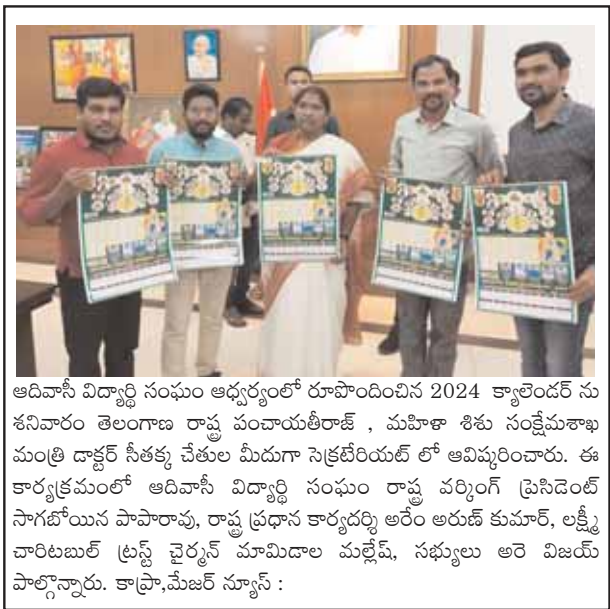 ఆదివాసీ విద్యార్థి సంఘం ఆధ్వర్యంలో రూపొందించిన 2024 క్యాలెండర్ ను
శనివారం తెలంగాణ రాష్ట్ర పంచాయతీరాజ్ , మహిళా శిశు సంక్షేమశాఖ
మంత్రి డాక్టర్ సీతక్క చేతుల మీదుగా సెక్రటేరియట్ లో ఆవిష్కరించారు. ఈ
కార్యక్రమంలో ఆదివాసీ విద్యార్థి సంఘం రాష్ట్ర వర్కింగ్ ప్రెసిడెంట్
సాగబోయిన పాపారావు, రాష్ట్ర ప్రధాన కార్యదర్శి అరేం అరుణ్ కుమార్, లక్ష్మీ
చారిటబుల్ ట్రస్ట్ చైర్మన్ మామిడాల మల్లేష్, సభ్యులు అరె విజయ్
పాల్గొన్నారు. కాప్రా,మేజర్ న్యూస్ :